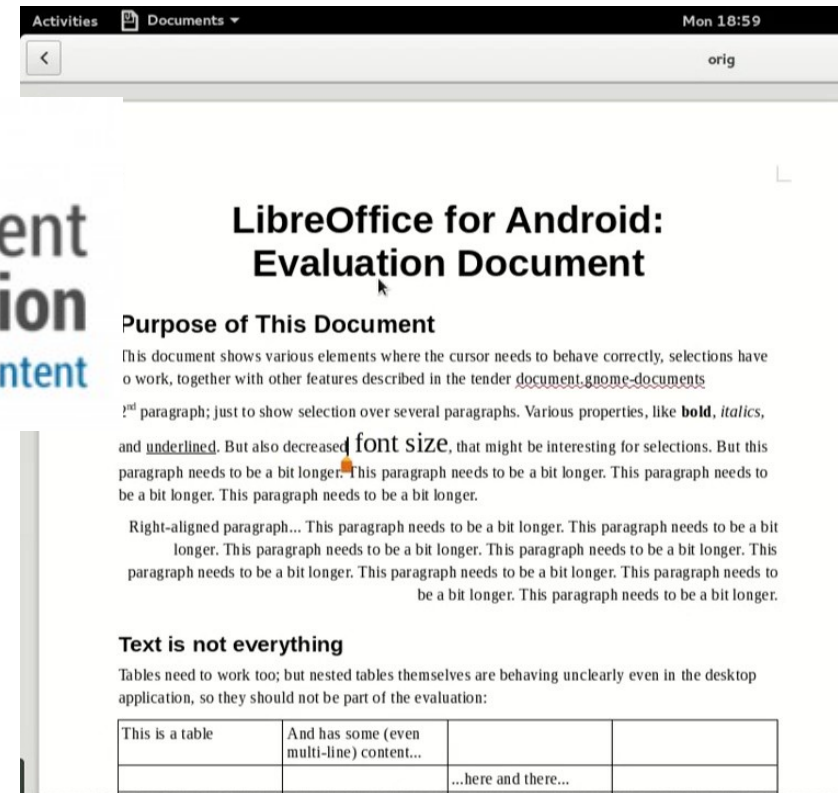 Activities Documents Mon 18:59
orig
ent
ion
ntent
LibreOffice for Android:
Evaluation Document
Purpose of This Document
This document shows various elements where the cursor needs to behave correctly, selections have
o work, together with other features described in the tender document.gnome-documents
2nd paragraph; just to show selection over several paragraphs. Various properties, like bold, italics,
and underlined. But also decreased font size, that might be interesting for selections. But this
paragraph needs to be a bit longer. This paragraph needs to be a bit longer. This paragraph needs to
be a bit longer. This paragraph needs to be a bit longer.
Right-aligned paragraph... This paragraph needs to be a bit longer. This paragraph needs to be a bit
longer. This paragraph needs to be a bit longer. This paragraph needs to be a bit longer. This
paragraph needs to be a bit longer. This paragraph needs to be a bit longer. This paragraph needs to
be a bit longer. This paragraph needs to be a bit longer.
Text is not everything
Tables need to work too; but nested tables themselves are behaving unclearly even in the desktop
application, so they should not be part of the evaluation:
This is a table And has some (even
multi-line) content...
...here and there...